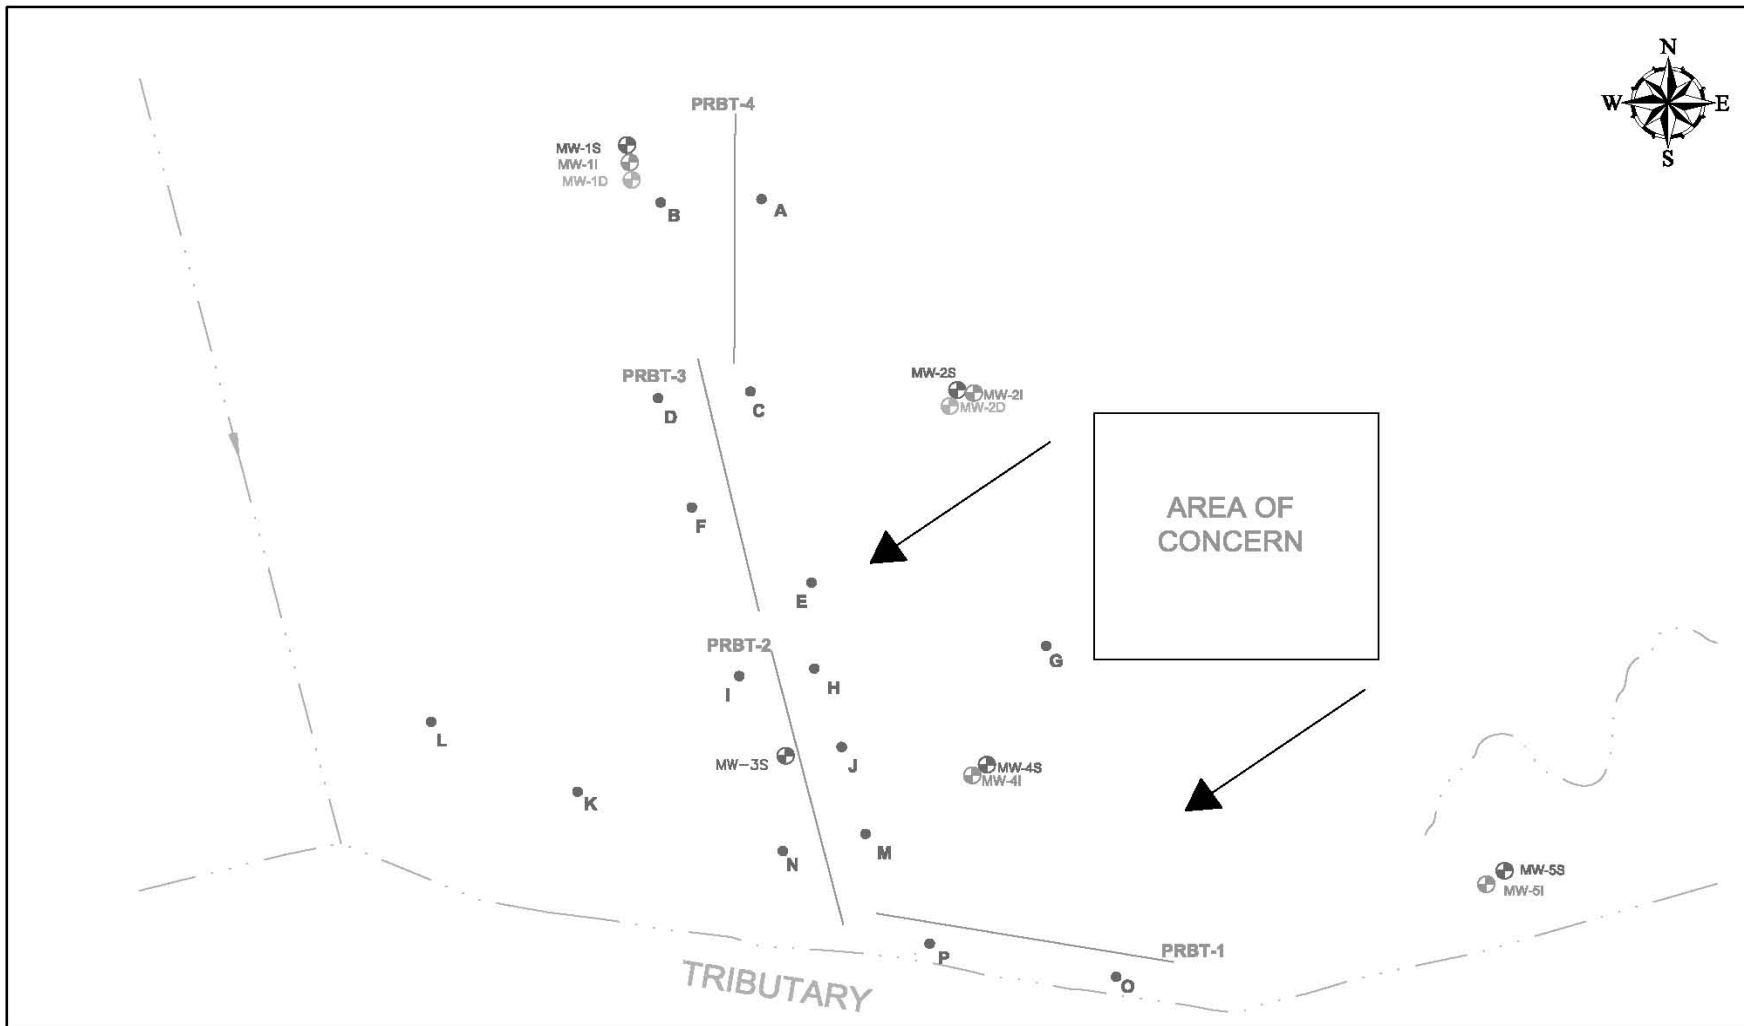 N
W E
S
PRBT-4
MW-1S
MW-1I
MW-1D
B
A
PRBT-3
D
C
MW-2S
MW-2I
MW-2D
AREA OF
CONCERN
F
E
PRBT-2
G
I
H
L
MW-3S
J
MW-4S
MW-4I
K
N
M
MW-5S
MW-5I
P
PRBT-1
O
TRIBUTARY